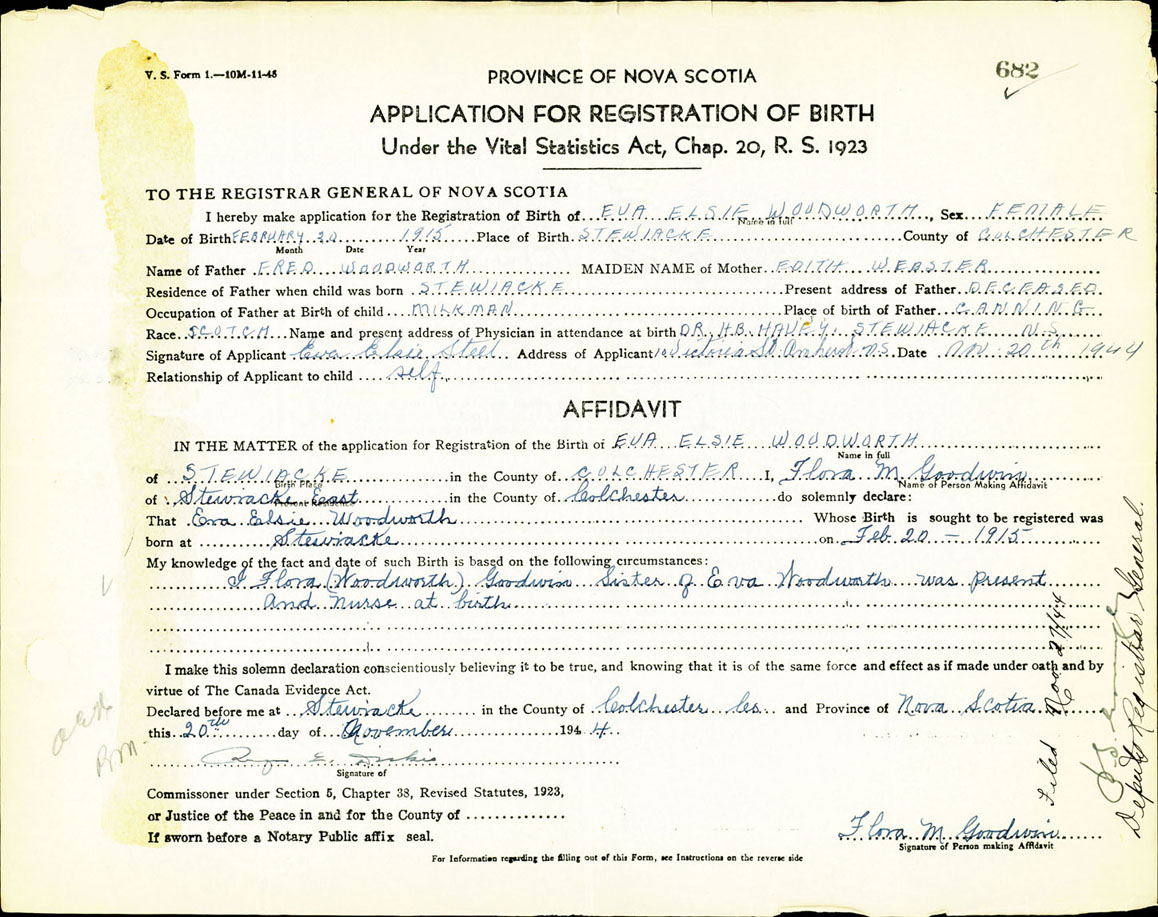 V. S. Form 1.—10M-11-43
PROVINCE OF NOVA SCOTIA
682
APPLICATION FOR REGISTRATION OF BIRTH
Under the Vital Statistics Act, Chap. 20, R. S. 1923
TO THE REGISTRAR GENERAL OF NOVA SCOTIA
I hereby make application for the Registration of Birth of EVA ELSIE WOODWORTH, Sex FEMALE
Name in full
Date of Birth FEBRUARY 20 1915 Place of Birth STEWIACKE County of COLCHESTER
Month Date Year
Name of Father FRED WOODWORTH MAIDEN NAME of Mother EDITH WEBSTER
Residence of Father when child was born STEWIACKE Present address of Father DECEASED
Occupation of Father at Birth of child MILKMAN Place of birth of Father CANNING
Race SCOTCH Name and present address of Physician in attendance at birth DR. H.B. HAVEY, STEWIACKE N.S.
Signature of Applicant Eva Elsie Steel Address of Applicant Victoria St. Amherst N.S. Date Nov. 20th 1944
Relationship of Applicant to child self
AFFIDAVIT
IN THE MATTER of the application for Registration of the Birth of EVA ELSIE WOODWORTH
Name in full
of STEWIACKE in the County of COLCHESTER I, Flora M. Goodwin
Birth Place Name of Person Making Affidavit
of Stewiacke East in the County of Colchester do solemnly declare:
Present Residence
That Eva Elsie Woodworth Whose Birth is sought to be registered was
born at Stewiacke on Feb 20 - 1915
My knowledge of the fact and date of such Birth is based on the following circumstances:
I Flora (Woodworth) Goodwin Sister of Eva Woodworth was present
and Nurse at birth
I make this solemn declaration conscientiously believing it to be true, and knowing that it is of the same force and effect as if made under oath and by
virtue of The Canada Evidence Act.
Declared before me at Stewiacke in the County of Colchester Co. and Province of Nova Scotia
this 20th day of November 1944
Signature of
Commissoner under Section 5, Chapter 38, Revised Statutes, 1923,
or Justice of the Peace in and for the County of
If sworn before a Notary Public affix seal.
Flora M. Goodwin
Signature of Person making Affidavit
For Information regarding the filling out of this Form, see Instructions on the reverse side
Filed Nov 27/44
Deputy Registrar General.